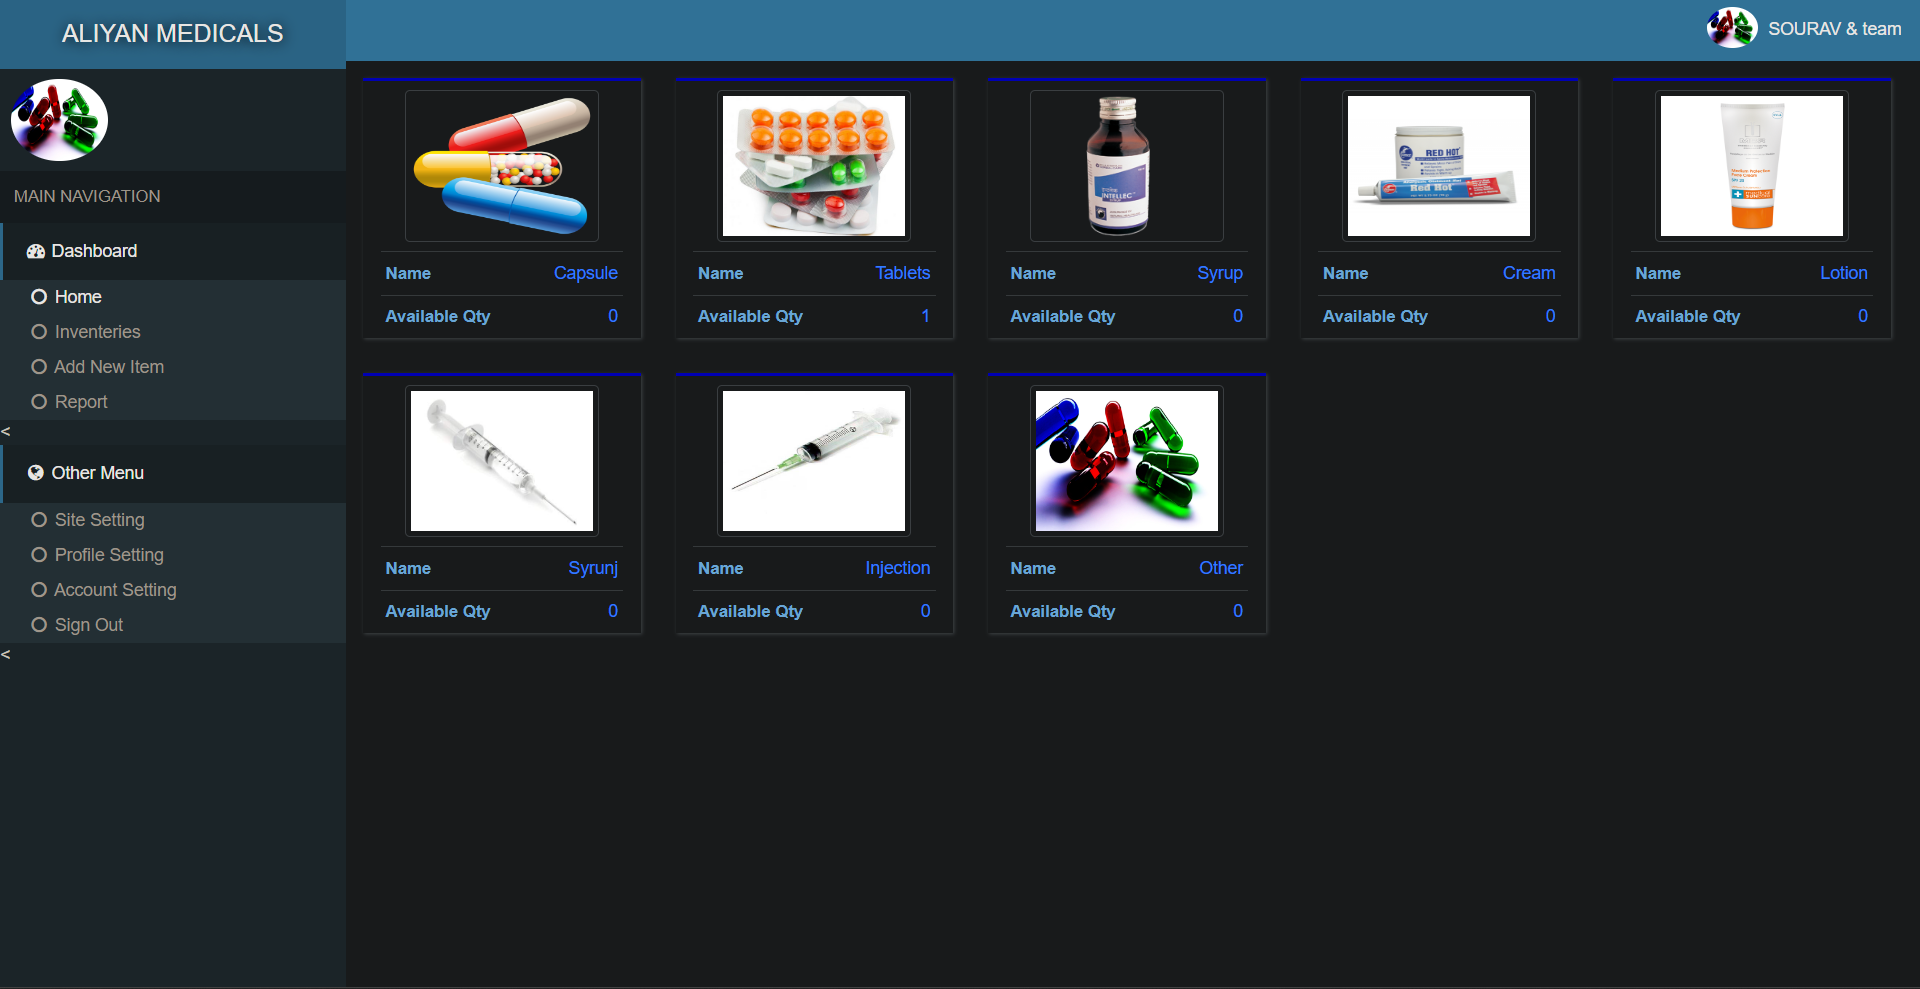 ALIYAN MEDICALS
SOURAV & team
MAIN NAVIGATION
Dashboard
Home
Inventeries
Add New Item
Report
<
Other Menu
Site Setting
Profile Setting
Account Setting
Sign Out
<
INTELLEC
RED HOT
Red Hot
Name Capsule
Available Qty 0
Name Tablets
Available Qty 1
Name Syrup
Available Qty 0
Name Cream
Available Qty 0
Name Lotion
Available Qty 0
Name Syrunj
Available Qty 0
Name Injection
Available Qty 0
Name Other
Available Qty 0